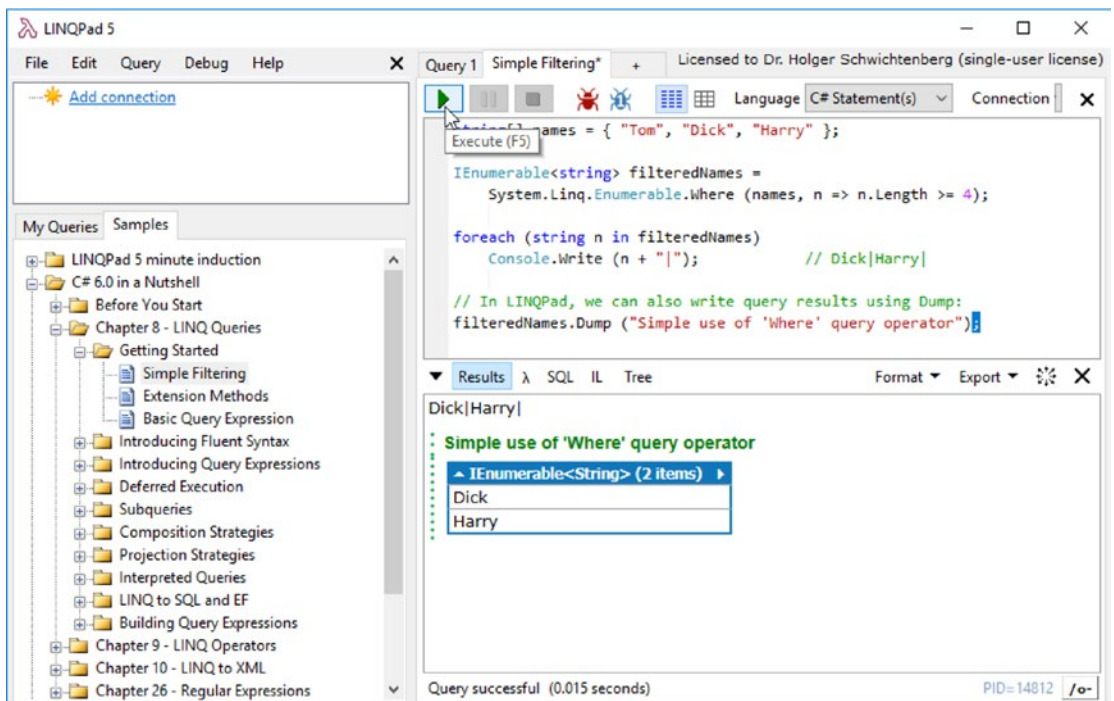 LINQPad 5
File Edit Query Debug Help
Add connection
My Queries Samples
LINQPad 5 minute induction
C# 6.0 in a Nutshell
Before You Start
Chapter 8 - LINQ Queries
Getting Started
Simple Filtering
Extension Methods
Basic Query Expression
Introducing Fluent Syntax
Introducing Query Expressions
Deferred Execution
Subqueries
Composition Strategies
Projection Strategies
Interpreted Queries
LINQ to SQL and EF
Building Query Expressions
Chapter 9 - LINQ Operators
Chapter 10 - LINQ to XML
Chapter 26 - Regular Expressions
Query 1 Simple Filtering* + Licensed to Dr. Holger Schwichtenberg (single-user license)
Language C# Statement(s) Connection
names = { "Tom", "Dick", "Harry" };
Execute (F5)
IEnumerable<string> filteredNames =
System.Linq.Enumerable.Where (names, n => n.Length >= 4);
foreach (string n in filteredNames)
Console.Write (n + "|"); // Dick|Harry|
// In LINQPad, we can also write query results using Dump:
filteredNames.Dump ("Simple use of 'Where' query operator");
Results λ SQL IL Tree Format Export
Dick|Harry|
Simple use of 'Where' query operator
IEnumerable<String> (2 items)
Dick
Harry
Query successful (0.015 seconds) PID=14812 /o-